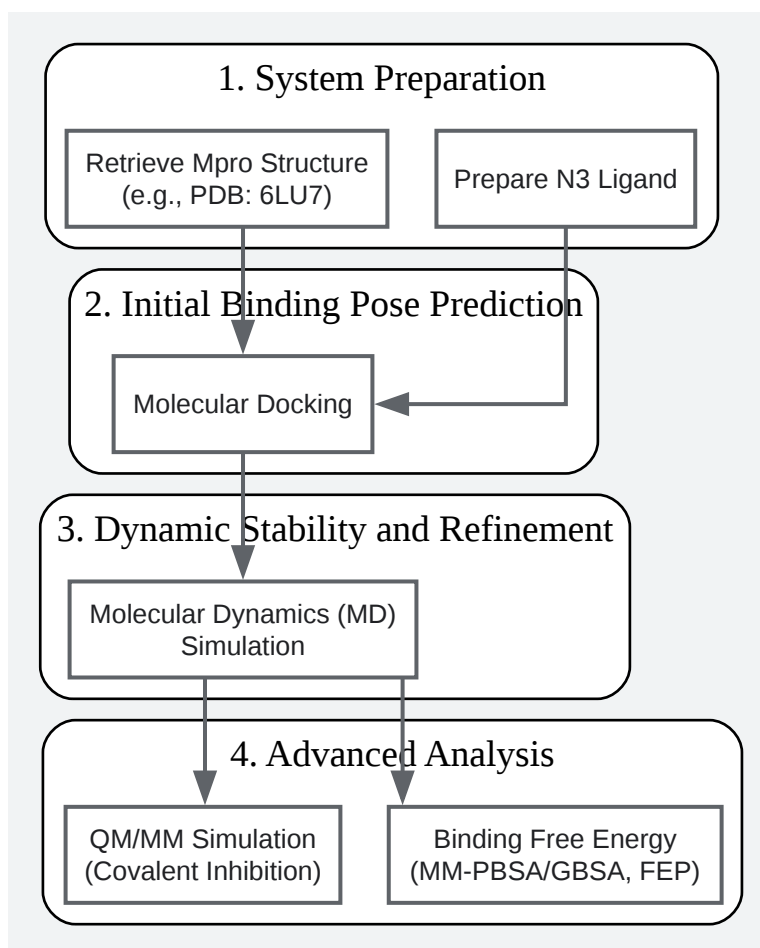 1. System Preparation
Retrieve Mpro Structure
(e.g., PDB: 6LU7)
Prepare N3 Ligand
2. Initial Binding Pose Prediction
Molecular Docking
3. Dynamic Stability and Refinement
Molecular Dynamics (MD)
Simulation
4. Advanced Analysis
QM/MM Simulation
(Covalent Inhibition)
Binding Free Energy
(MM-PBSA/GBSA, FEP)